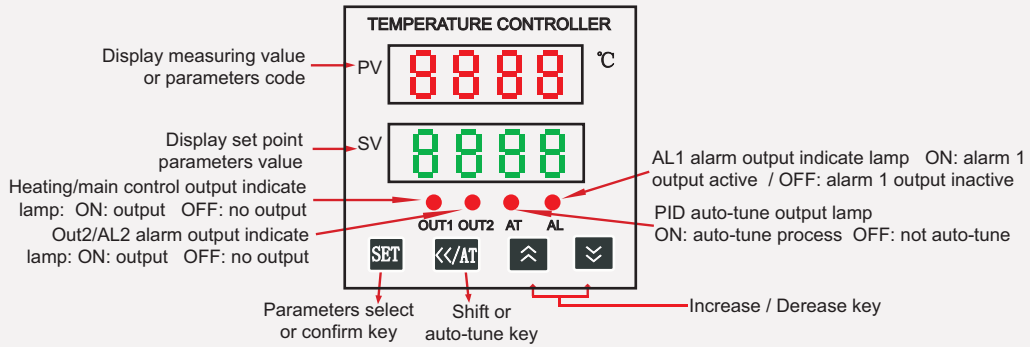 TEMPERATURE CONTROLLER
Display measuring value
or parameters code
PV
8888
℃
Display set point
parameters value
SV
8888
Heating/main control output indicate
lamp: ON: output OFF: no output
Out2/AL2 alarm output indicate
lamp: ON: output OFF: no output
AL1 alarm output indicate lamp ON: alarm 1
output active / OFF: alarm 1 output inactive
PID auto-tune output lamp
ON: auto-tune process OFF: not auto-tune
OUT1 OUT2 AT AL
SET <</AT
Parameters select
or confirm key
Shift or
auto-tune key
Increase / Derease key